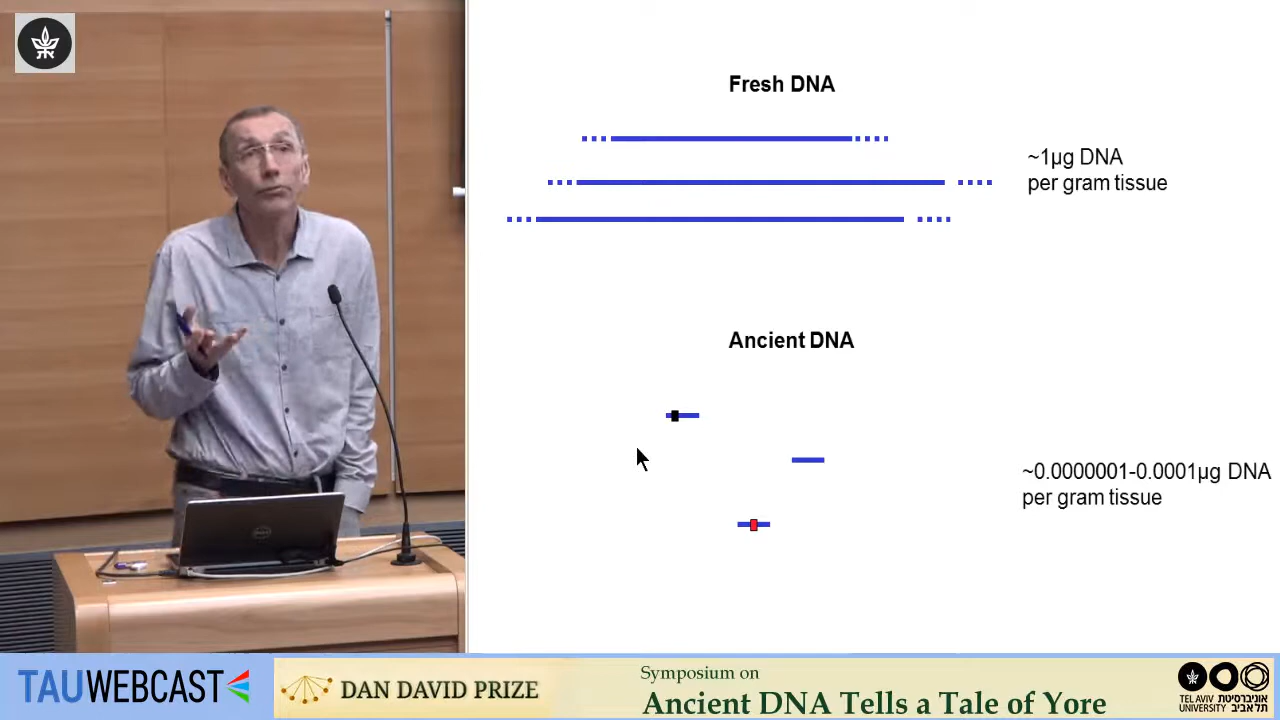 Fresh DNA
~1µg DNA
per gram tissue
Ancient DNA
~0.0000001-0.0001µg DNA
per gram tissue
TAUWEBCAST
DAN DAVID PRIZE
Symposium on
Ancient DNA Tells a Tale of Yore
TEL AVIV אוניברסיטת
UNIVERSITY תל אביב